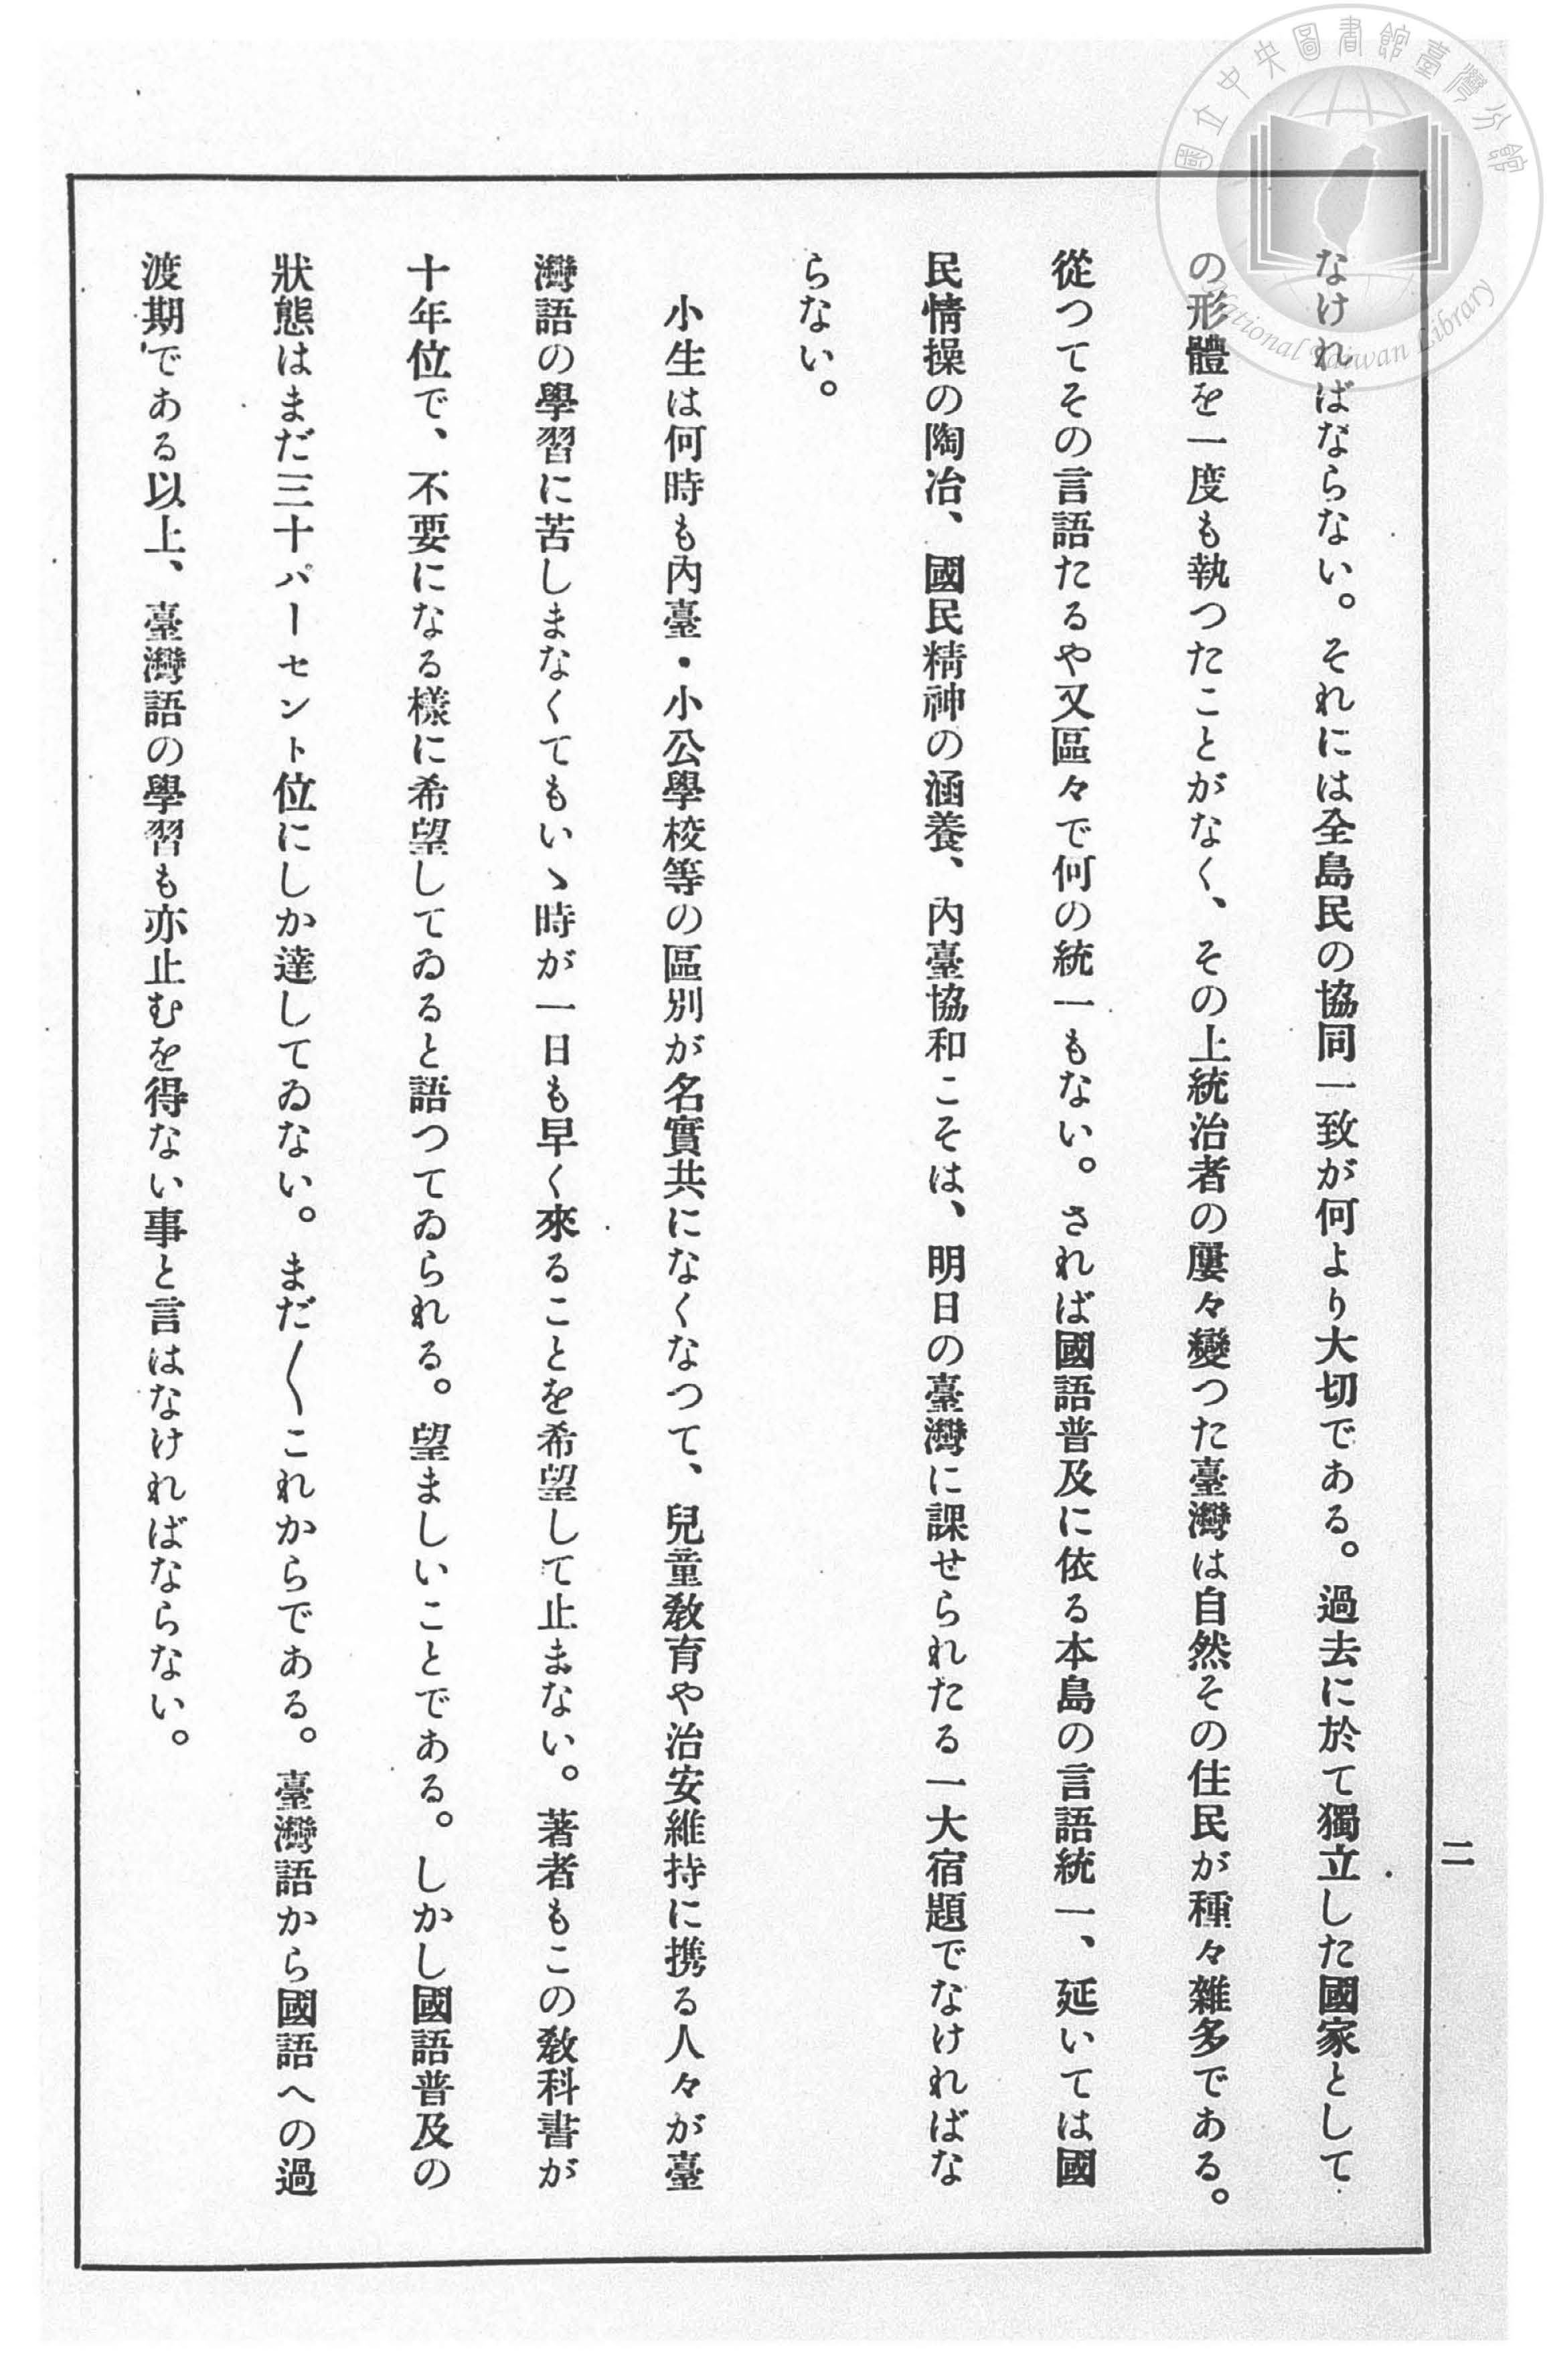 國立中央圖書館臺灣分館
National Taiwan Library
二
なければならない。それには全島民の協同一致が何より大切である。過去に於て獨立した國家として
の形體を一度も執つたことがなく、その上統治者の屢々變つた臺灣は自然その住民が種々雜多である。
從つてその言語たるや又區々で何の統一もない。されば國語普及に依る本島の言語統一、延いては國
民情操の陶冶、國民精神の涵養、內臺協和こそは、明日の臺灣に課せられたる一大宿題でなければな
らない。
小生は何時も內臺・小公學校等の區別が名實共になくなつて、兒童敎育や治安維持に携る人々が臺
灣語の學習に苦しまなくてもいゝ時が一日も早く來ることを希望して止まない。著者もこの敎科書が
十年位で、不要になる樣に希望してゐると語つてゐられる。望ましいことである。しかし國語普及の
狀態はまだ三十パーセント位にしか達してゐない。まだ〱これからである。臺灣語から國語への過
渡期である以上、臺灣語の學習も亦止むを得ない事と言はなければならない。